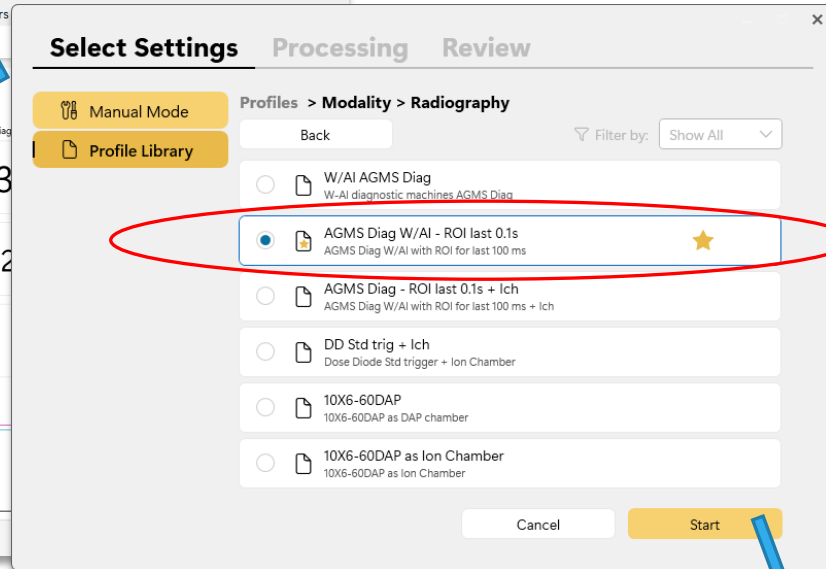 rs
Select Settings Processing Review
Manual Mode
Profile Library
Profiles > Modality > Radiography
Back
Filter by: Show All
W/AI AGMS Diag
W-AI diagnostic machines AGMS Diag
AGMS Diag W/AI - ROI last 0.1s
AGMS Diag W/AI with ROI for last 100 ms
AGMS Diag - ROI last 0.1s + Ich
AGMS Diag W/AI with ROI for last 100 ms + Ich
DD Std trig + Ich
Dose Diode Std trigger + Ion Chamber
10X6-60DAP
10X6-60DAP as DAP chamber
10X6-60DAP as Ion Chamber
10X6-60DAP as Ion Chamber
Cancel Start
iag
3
2